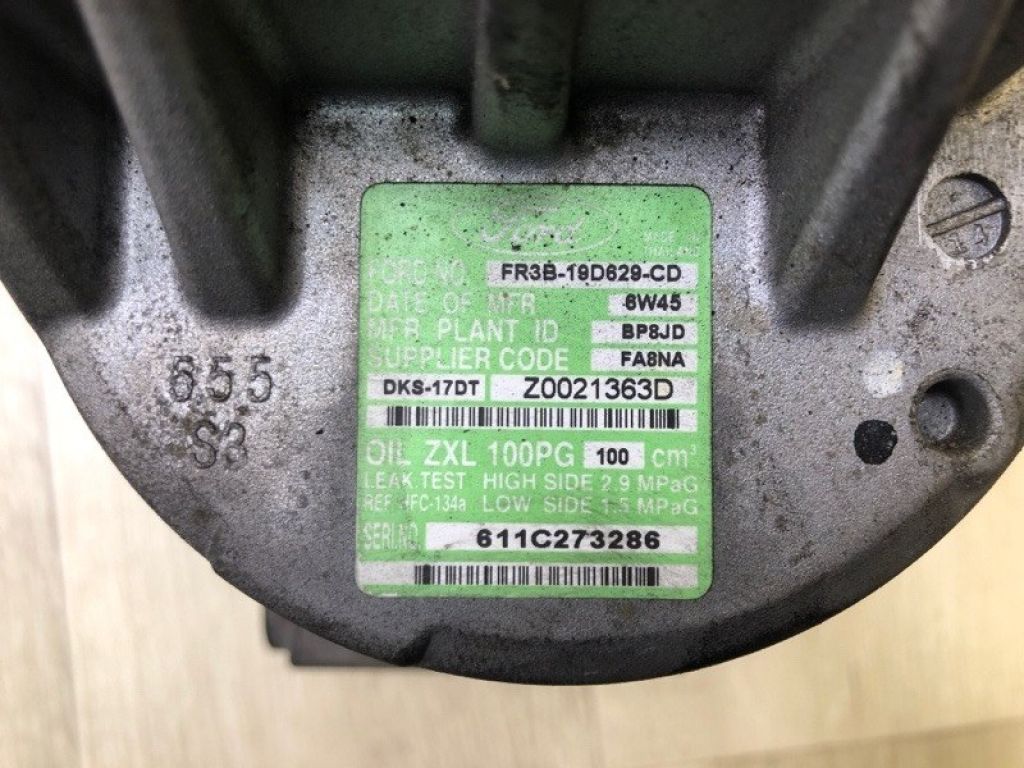 Ford
MADE IN
THAILAND
FORD NO. FR3B-19D629-CD
DATE OF MFR 6W45
MFR PLANT ID BP8JD
SUPPLIER CODE FA8NA
DKS-17DT Z0021363D
OIL ZXL 100PG 100 cm³
LEAK TEST HIGH SIDE 2.9 MPaG
REF HFC-134a LOW SIDE 1.5 MPaG
SERI.NO. 611C273286
655
S3